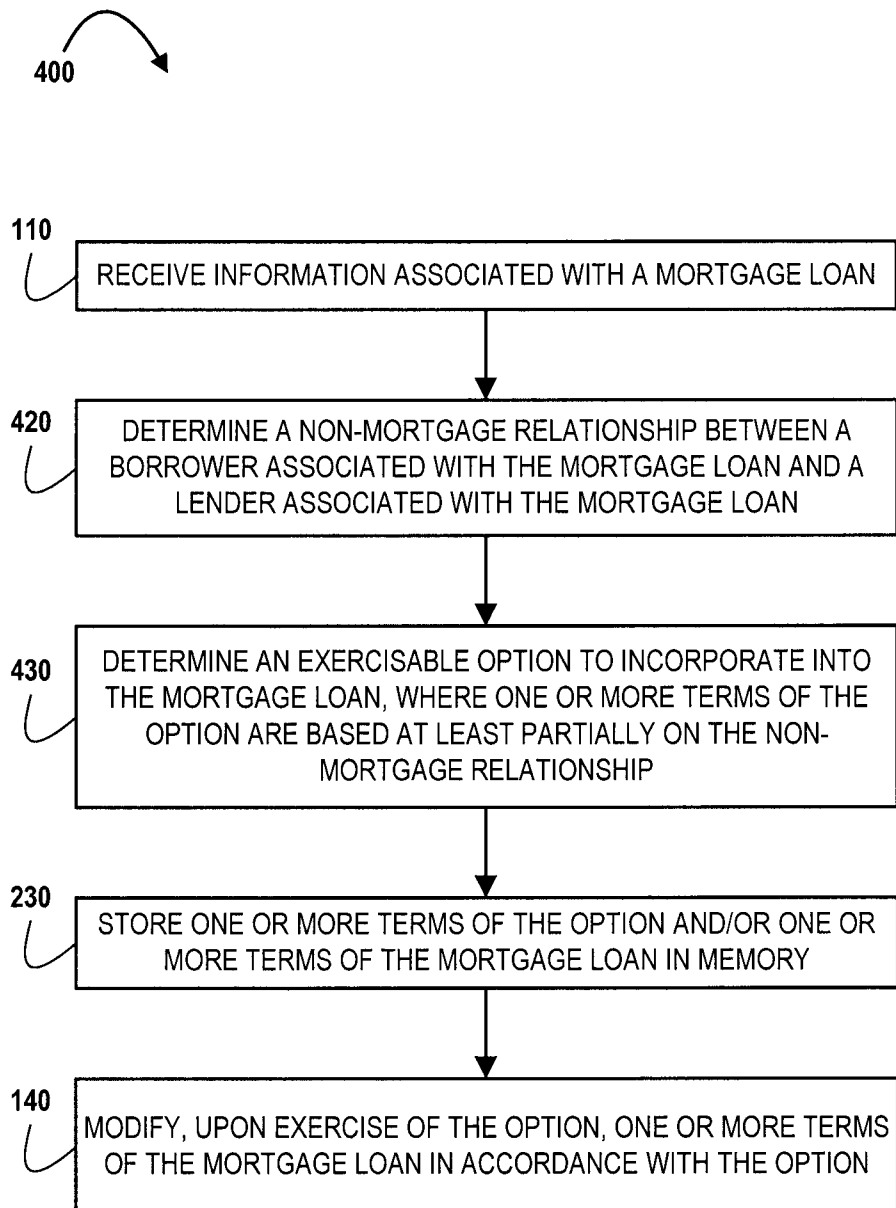 400
110
RECEIVE INFORMATION ASSOCIATED WITH A MORTGAGE LOAN
420
DETERMINE A NON-MORTGAGE RELATIONSHIP BETWEEN A
BORROWER ASSOCIATED WITH THE MORTGAGE LOAN AND A
LENDER ASSOCIATED WITH THE MORTGAGE LOAN
430
DETERMINE AN EXERCISABLE OPTION TO INCORPORATE INTO
THE MORTGAGE LOAN, WHERE ONE OR MORE TERMS OF THE
OPTION ARE BASED AT LEAST PARTIALLY ON THE NON-
MORTGAGE RELATIONSHIP
230
STORE ONE OR MORE TERMS OF THE OPTION AND/OR ONE OR
MORE TERMS OF THE MORTGAGE LOAN IN MEMORY
140
MODIFY, UPON EXERCISE OF THE OPTION, ONE OR MORE TERMS
OF THE MORTGAGE LOAN IN ACCORDANCE WITH THE OPTION